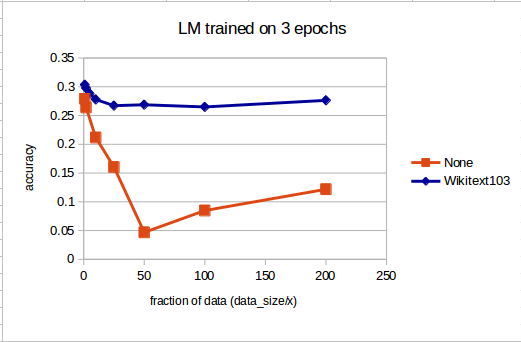 LM trained on 3 epochs
0.35
0.3
0.25
0.2
0.15
0.1
0.05
0
accuracy
0 50 100 150 200 250
fraction of data (data_size/x)
None
Wikitext103